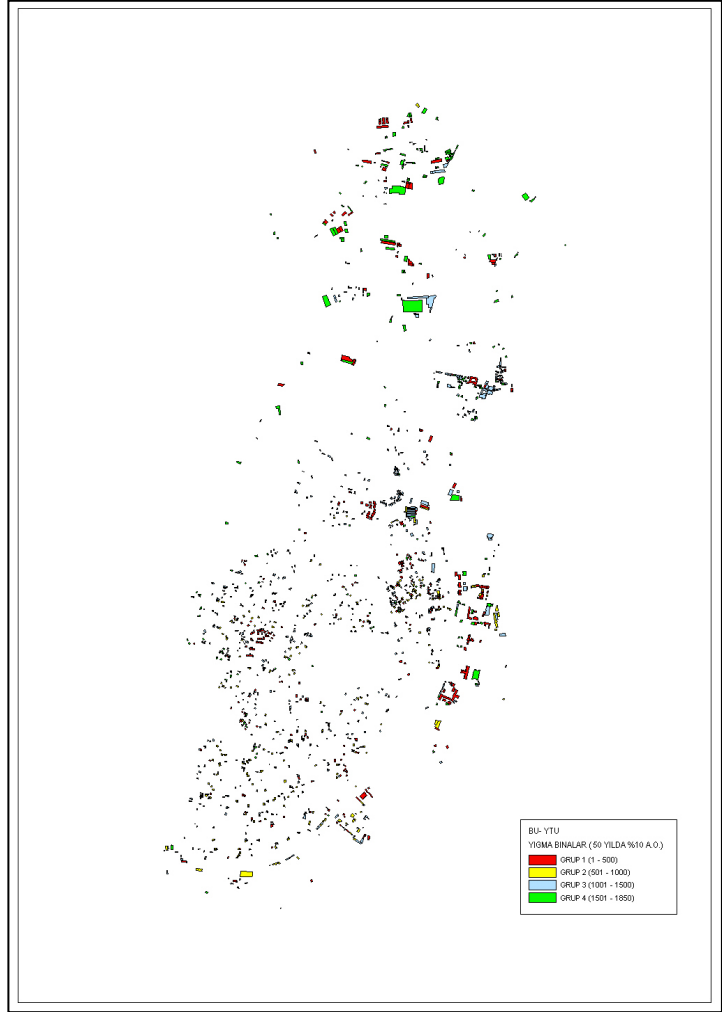 BU- YTU
YIGMA BINALAR ( 50 YILDA %10 A.O.)
GRUP 1 (1 - 500)
GRUP 2 (501 - 1000)
GRUP 3 (1001 - 1500)
GRUP 4 (1501 - 1850)